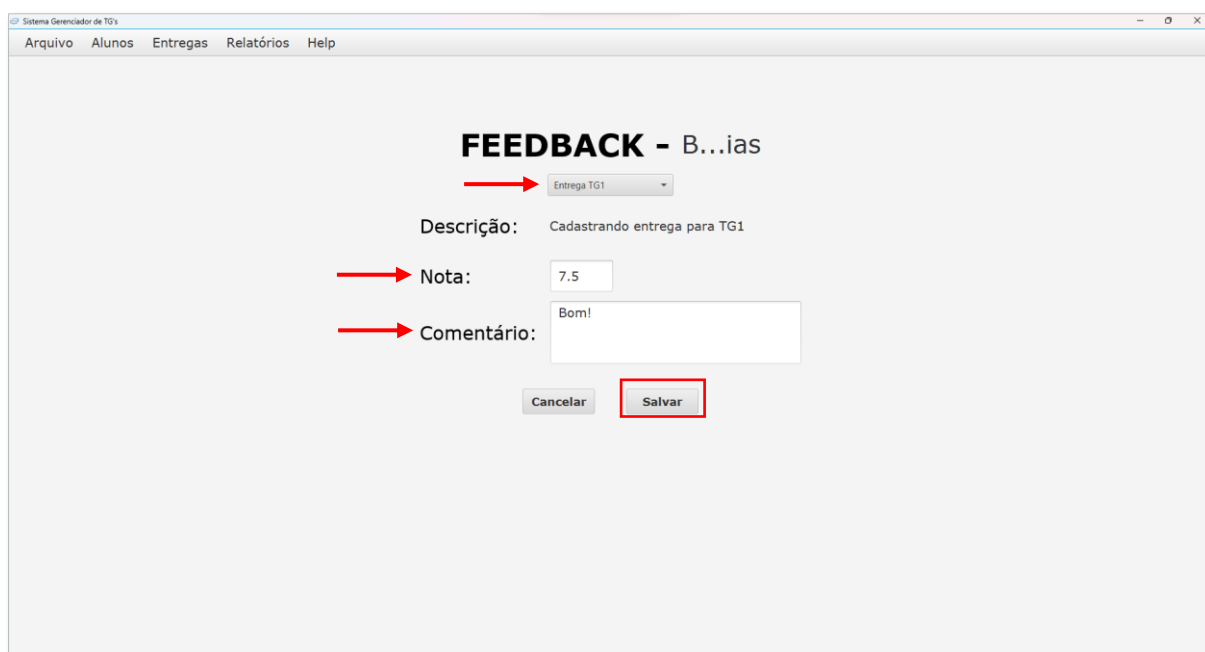 Sistema Gerenciador de TG's
Arquivo Alunos Entregas Relatórios Help
FEEDBACK - B...ias
Entrega TG1
Descrição: Cadastrando entrega para TG1
Nota: 7.5
Comentário: Bom!
Cancelar Salvar